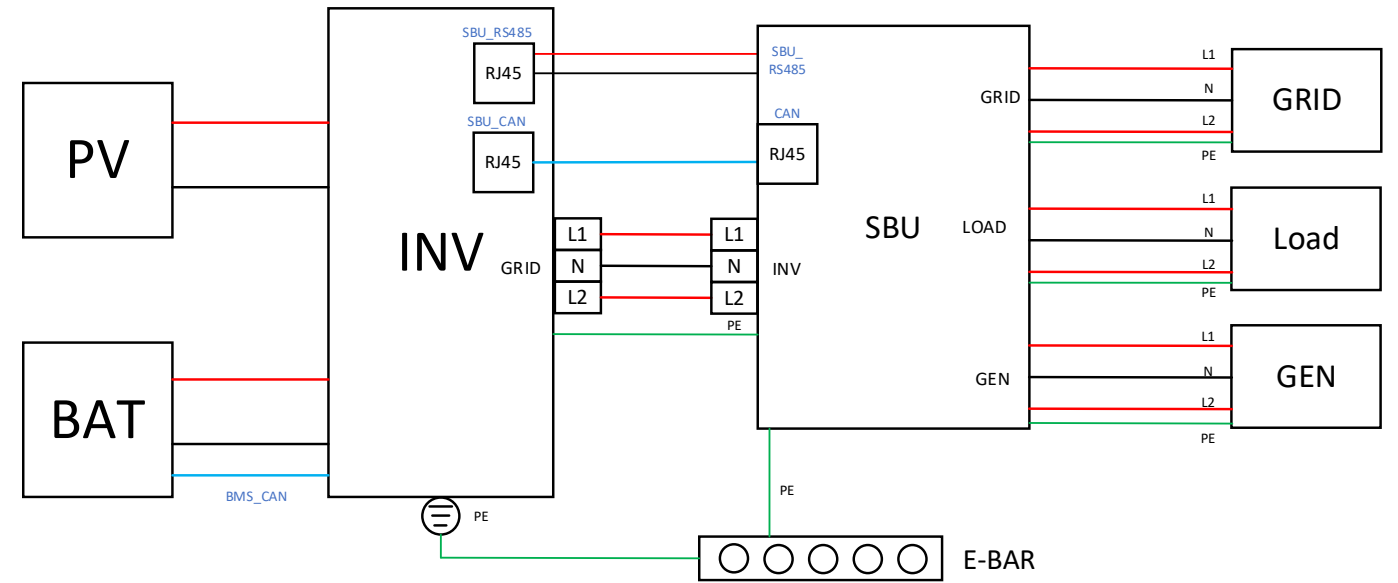 PV
BAT
BMS_CAN
INV
SBU_RS485
RJ45
SBU_CAN
RJ45
GRID
L1
N
L2
L1
N
L2
PE
PE
SBU_
RS485
CAN
RJ45
INV
SBU
GRID
LOAD
GEN
L1
N
L2
PE
GRID
L1
N
L2
PE
Load
L1
N
L2
PE
GEN
PE
E-BAR